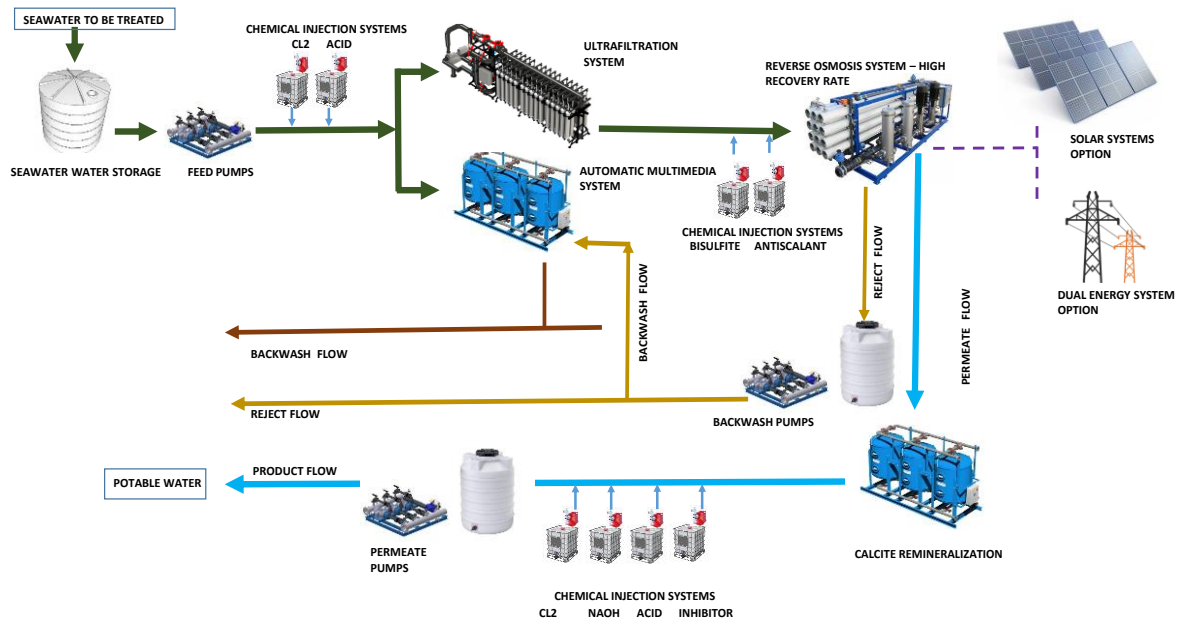 SEAWATER TO BE TREATED
CHEMICAL INJECTION SYSTEMS
CL2 ACID
ULTRAFILTRATION
SYSTEM
REVERSE OSMOSIS SYSTEM – HIGH
RECOVERY RATE
SOLAR SYSTEMS
OPTION
SEAWATER WATER STORAGE
FEED PUMPS
AUTOMATIC MULTIMEDIA
SYSTEM
CHEMICAL INJECTION SYSTEMS
BISULFITE ANTISCALANT
REJECT FLOW
PERMEATE FLOW
BACKWASH FLOW
DUAL ENERGY SYSTEM
OPTION
BACKWASH FLOW
REJECT FLOW
BACKWASH PUMPS
PRODUCT FLOW
POTABLE WATER
PERMEATE
PUMPS
CALCITE REMINERALIZATION
CHEMICAL INJECTION SYSTEMS
CL2 NAOH ACID INHIBITOR